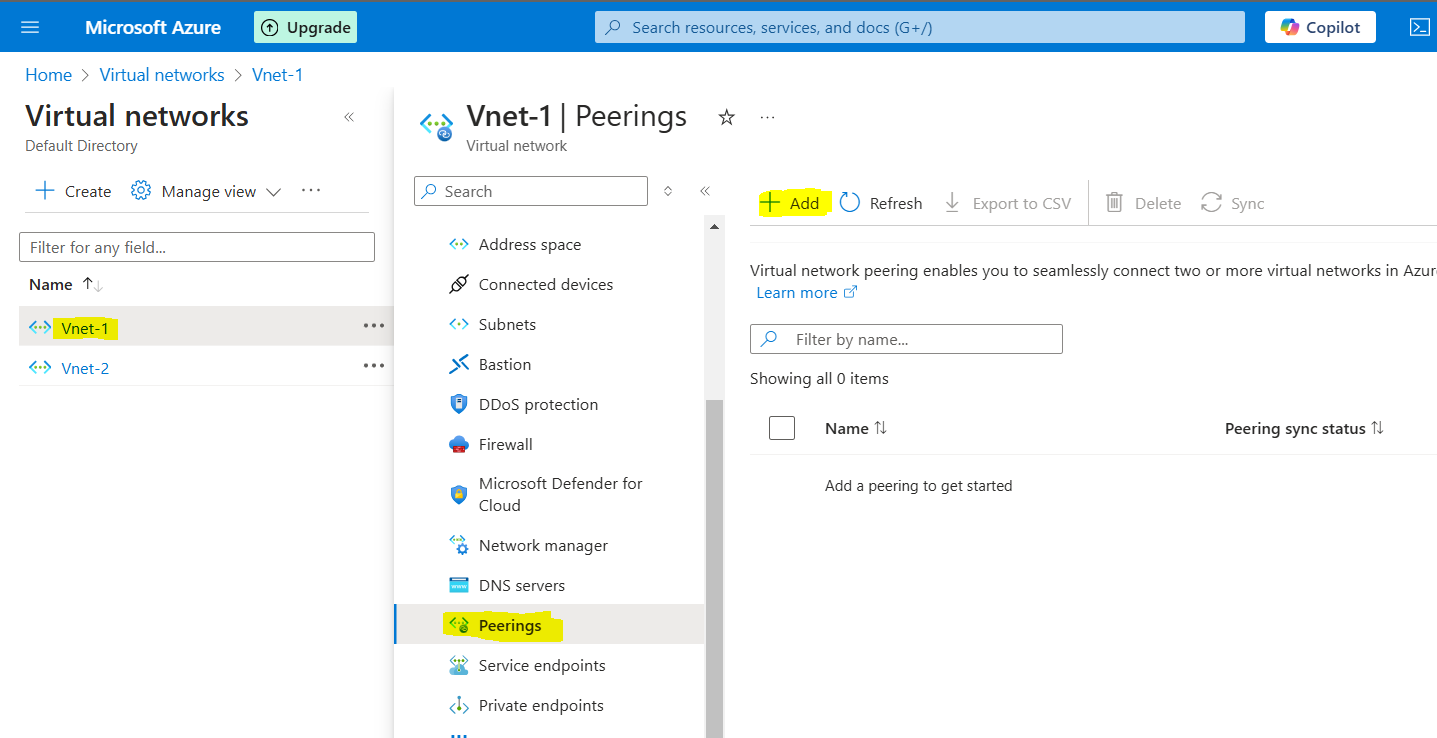 Microsoft Azure
Upgrade
Search resources, services, and docs (G+/)
Copilot
Home > Virtual networks > Vnet-1
Virtual networks
Default Directory
Create
Manage view
Filter for any field...
Name
Vnet-1
Vnet-2
Vnet-1 | Peerings
Virtual network
Search
Address space
Connected devices
Subnets
Bastion
DDoS protection
Firewall
Microsoft Defender for
Cloud
Network manager
DNS servers
Peerings
Service endpoints
Private endpoints
Add
Refresh
Export to CSV
Delete
Sync
Virtual network peering enables you to seamlessly connect two or more virtual networks in Azur
Learn more
Filter by name...
Showing all 0 items
Name
Peering sync status
Add a peering to get started